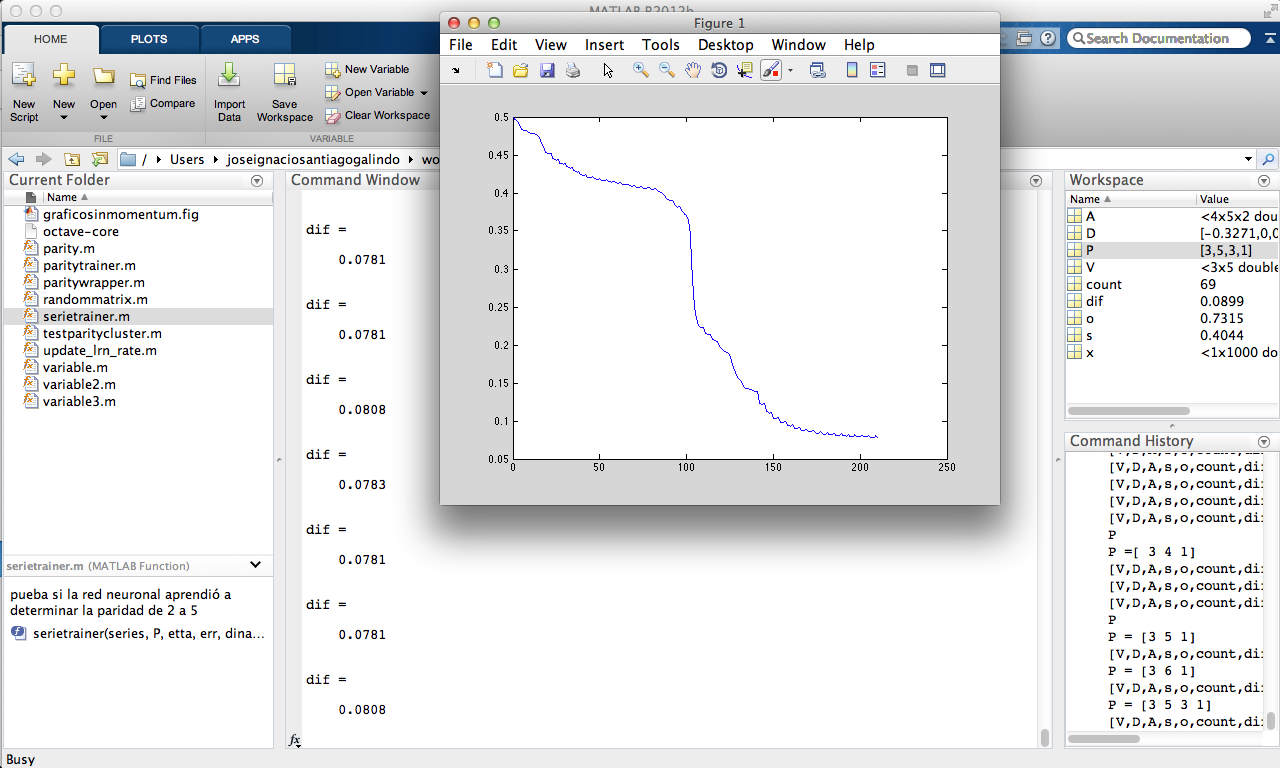 MATLAB R2012b
Figure 1
HOME
PLOTS
APPS
Search Documentation
File Edit View Insert Tools Desktop Window Help
New Script
New
Open
Find Files
Compare
Import Data
Save Workspace
New Variable
Open Variable
Clear Workspace
FILE
VARIABLE
/ Users joseignaciosantiagogalindo wo
Current Folder
Name
graficosinmomentum.fig
octave-core
parity.m
paritytrainer.m
paritywrapper.m
randommatrix.m
serietrainer.m
testparitycluster.m
update_lrn_rate.m
variable.m
variable2.m
variable3.m
serietrainer.m (MATLAB Function)
pueba si la red neuronal aprendió a
determinar la paridad de 2 a 5
serietrainer(series, P, etta, err, dina...
Busy
Command Window
dif =
0.0781
dif =
0.0781
dif =
0.0808
dif =
0.0783
dif =
0.0781
dif =
0.0781
dif =
0.0808
fx
0.5
0.45
0.4
0.35
0.3
0.25
0.2
0.15
0.1
0.05
0 50 100 150 200 250
Workspace
Name Value
A <4x5x2 dou
D [-0.3271,0,0
P [3,5,3,1]
V <3x5 double
count 69
dif 0.0899
o 0.7315
s 0.4044
x <1x1000 do
Command History
[V,D,A,s,o,count,di
[V,D,A,s,o,count,di
[V,D,A,s,o,count,di
[V,D,A,s,o,count,di
[V,D,A,s,o,count,di
P
P =[ 3 4 1]
[V,D,A,s,o,count,di
[V,D,A,s,o,count,di
[V,D,A,s,o,count,di
P
P = [3 5 1]
[V,D,A,s,o,count,di
P = [3 6 1]
[V,D,A,s,o,count,di
P = [3 5 3 1]
[V,D,A,s,o,count,di